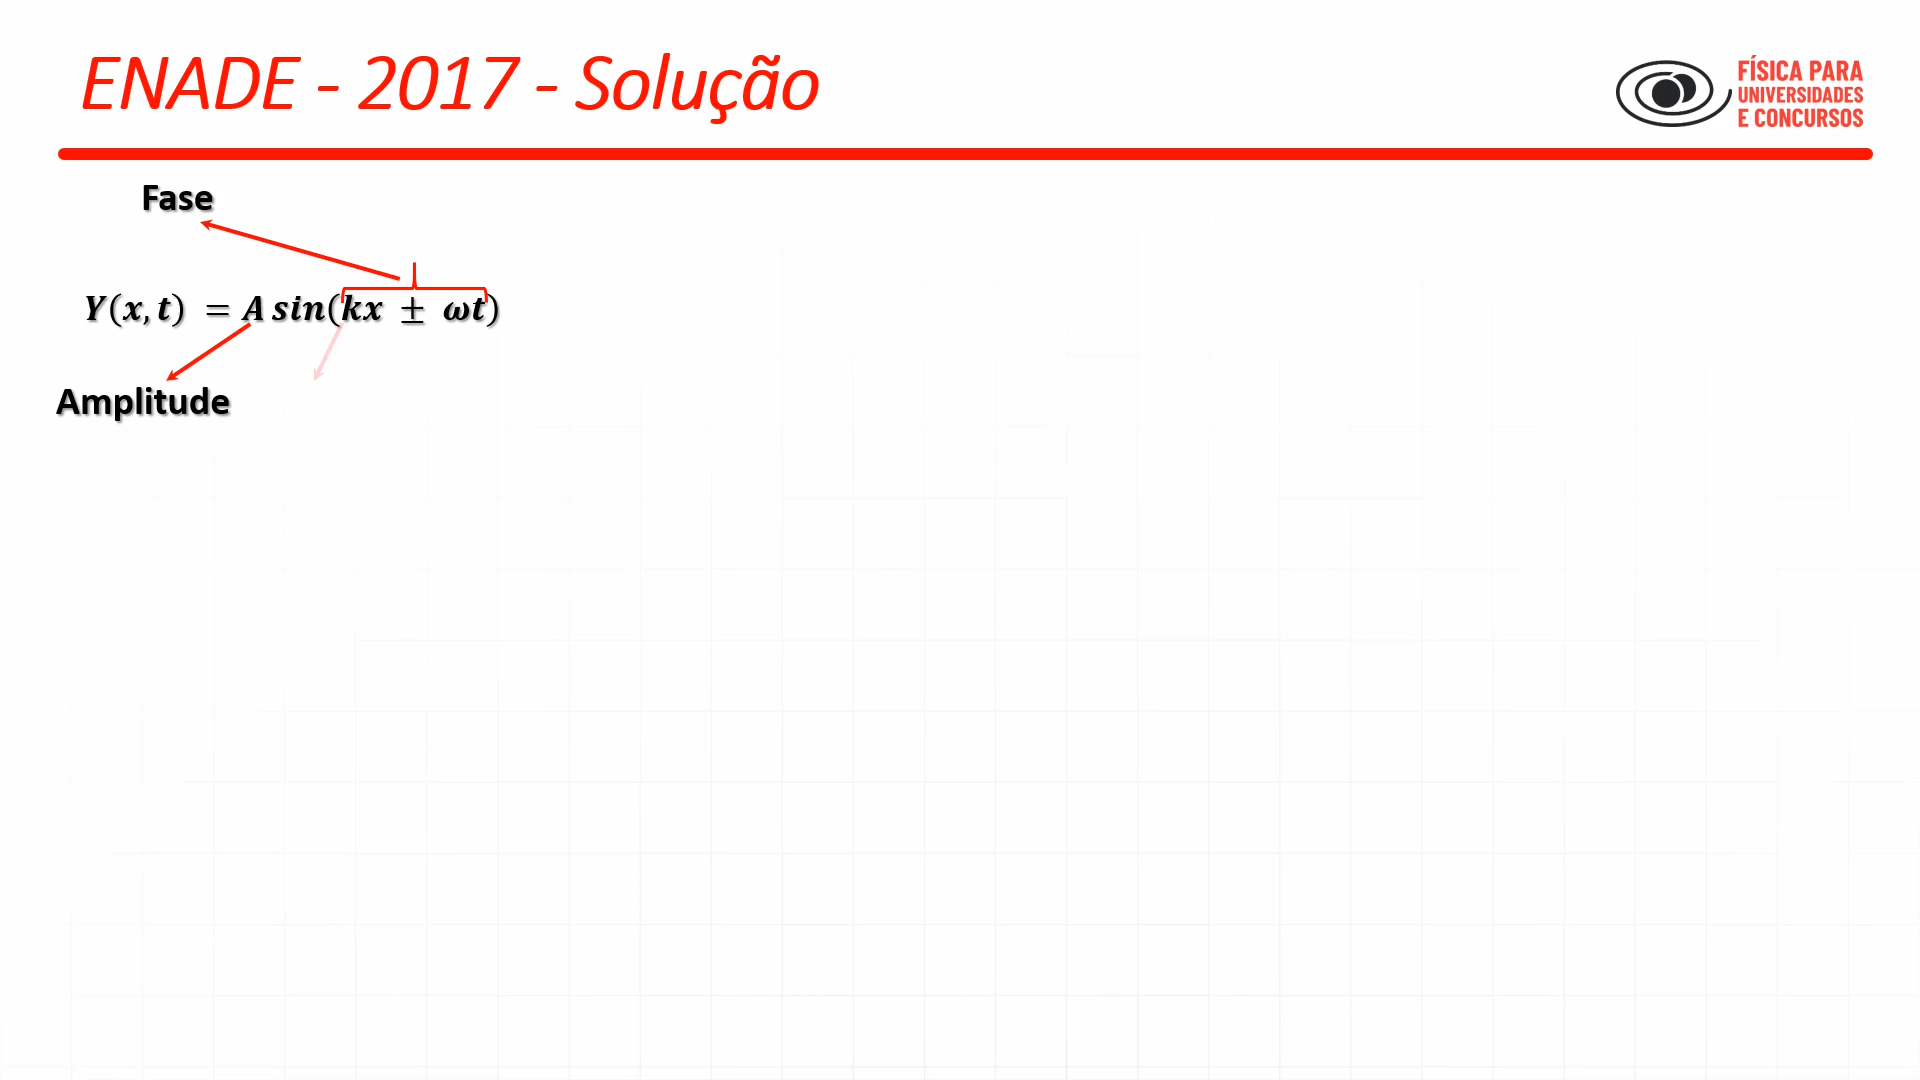 ENADE - 2017 - Solução
FÍSICA PARA
UNIVERSIDADES
E CONCURSOS
Fase
Y(x, t) = A sin(kx ± ωt)
Amplitude